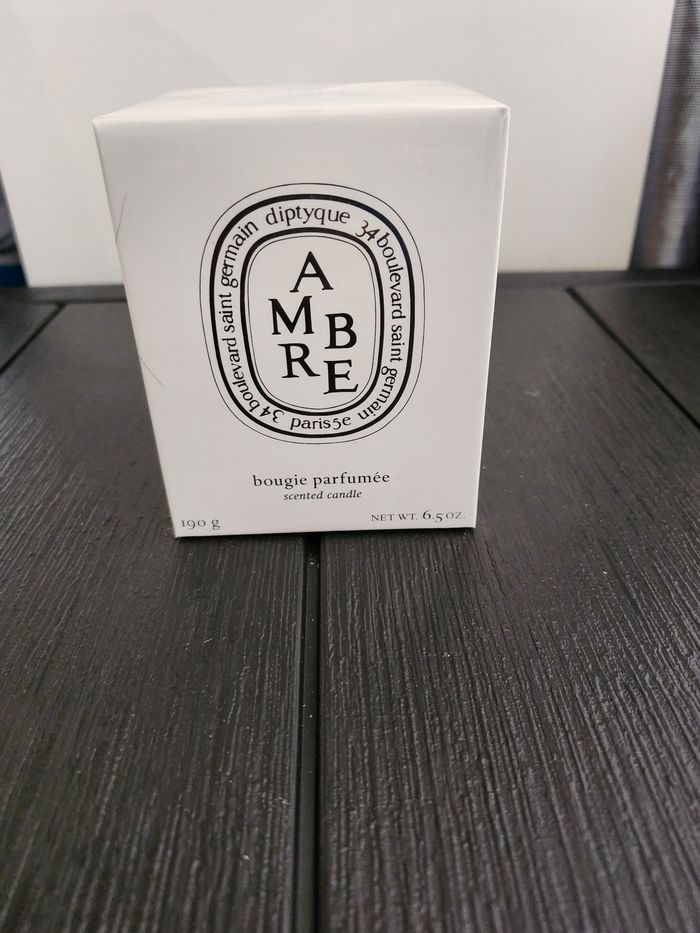 diptyque 34 boulevard saint germain paris 5e 34 boulevard saint germain
A
M B
R E
bougie parfumée
scented candle
190 g
NET WT. 6.5 OZ.